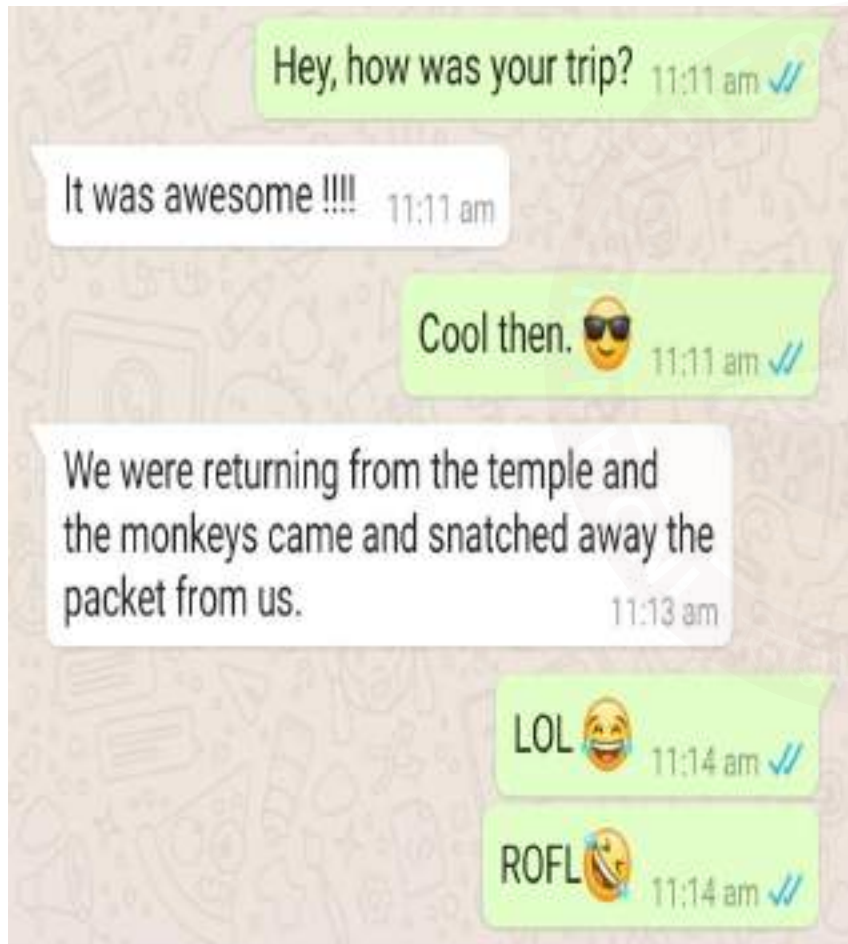 Hey, how was your trip? 11:11 am
It was awesome !!!! 11:11 am
Cool then. 😎 11:11 am
We were returning from the temple and
the monkeys came and snatched away the
packet from us. 11:13 am
LOL 😂 11:14 am
ROFL 🤣 11:14 am